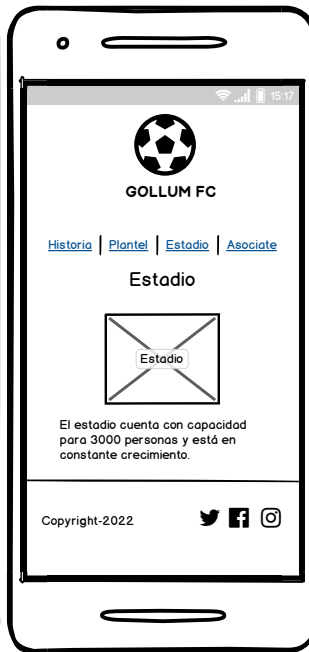 15:17
GOLLUM FC
Historia | Plantel | Estadio | Asociate
Estadio
Estadio
El estadio cuenta con capacidad
para 3000 personas y está en
constante crecimiento.
Copyright-2022